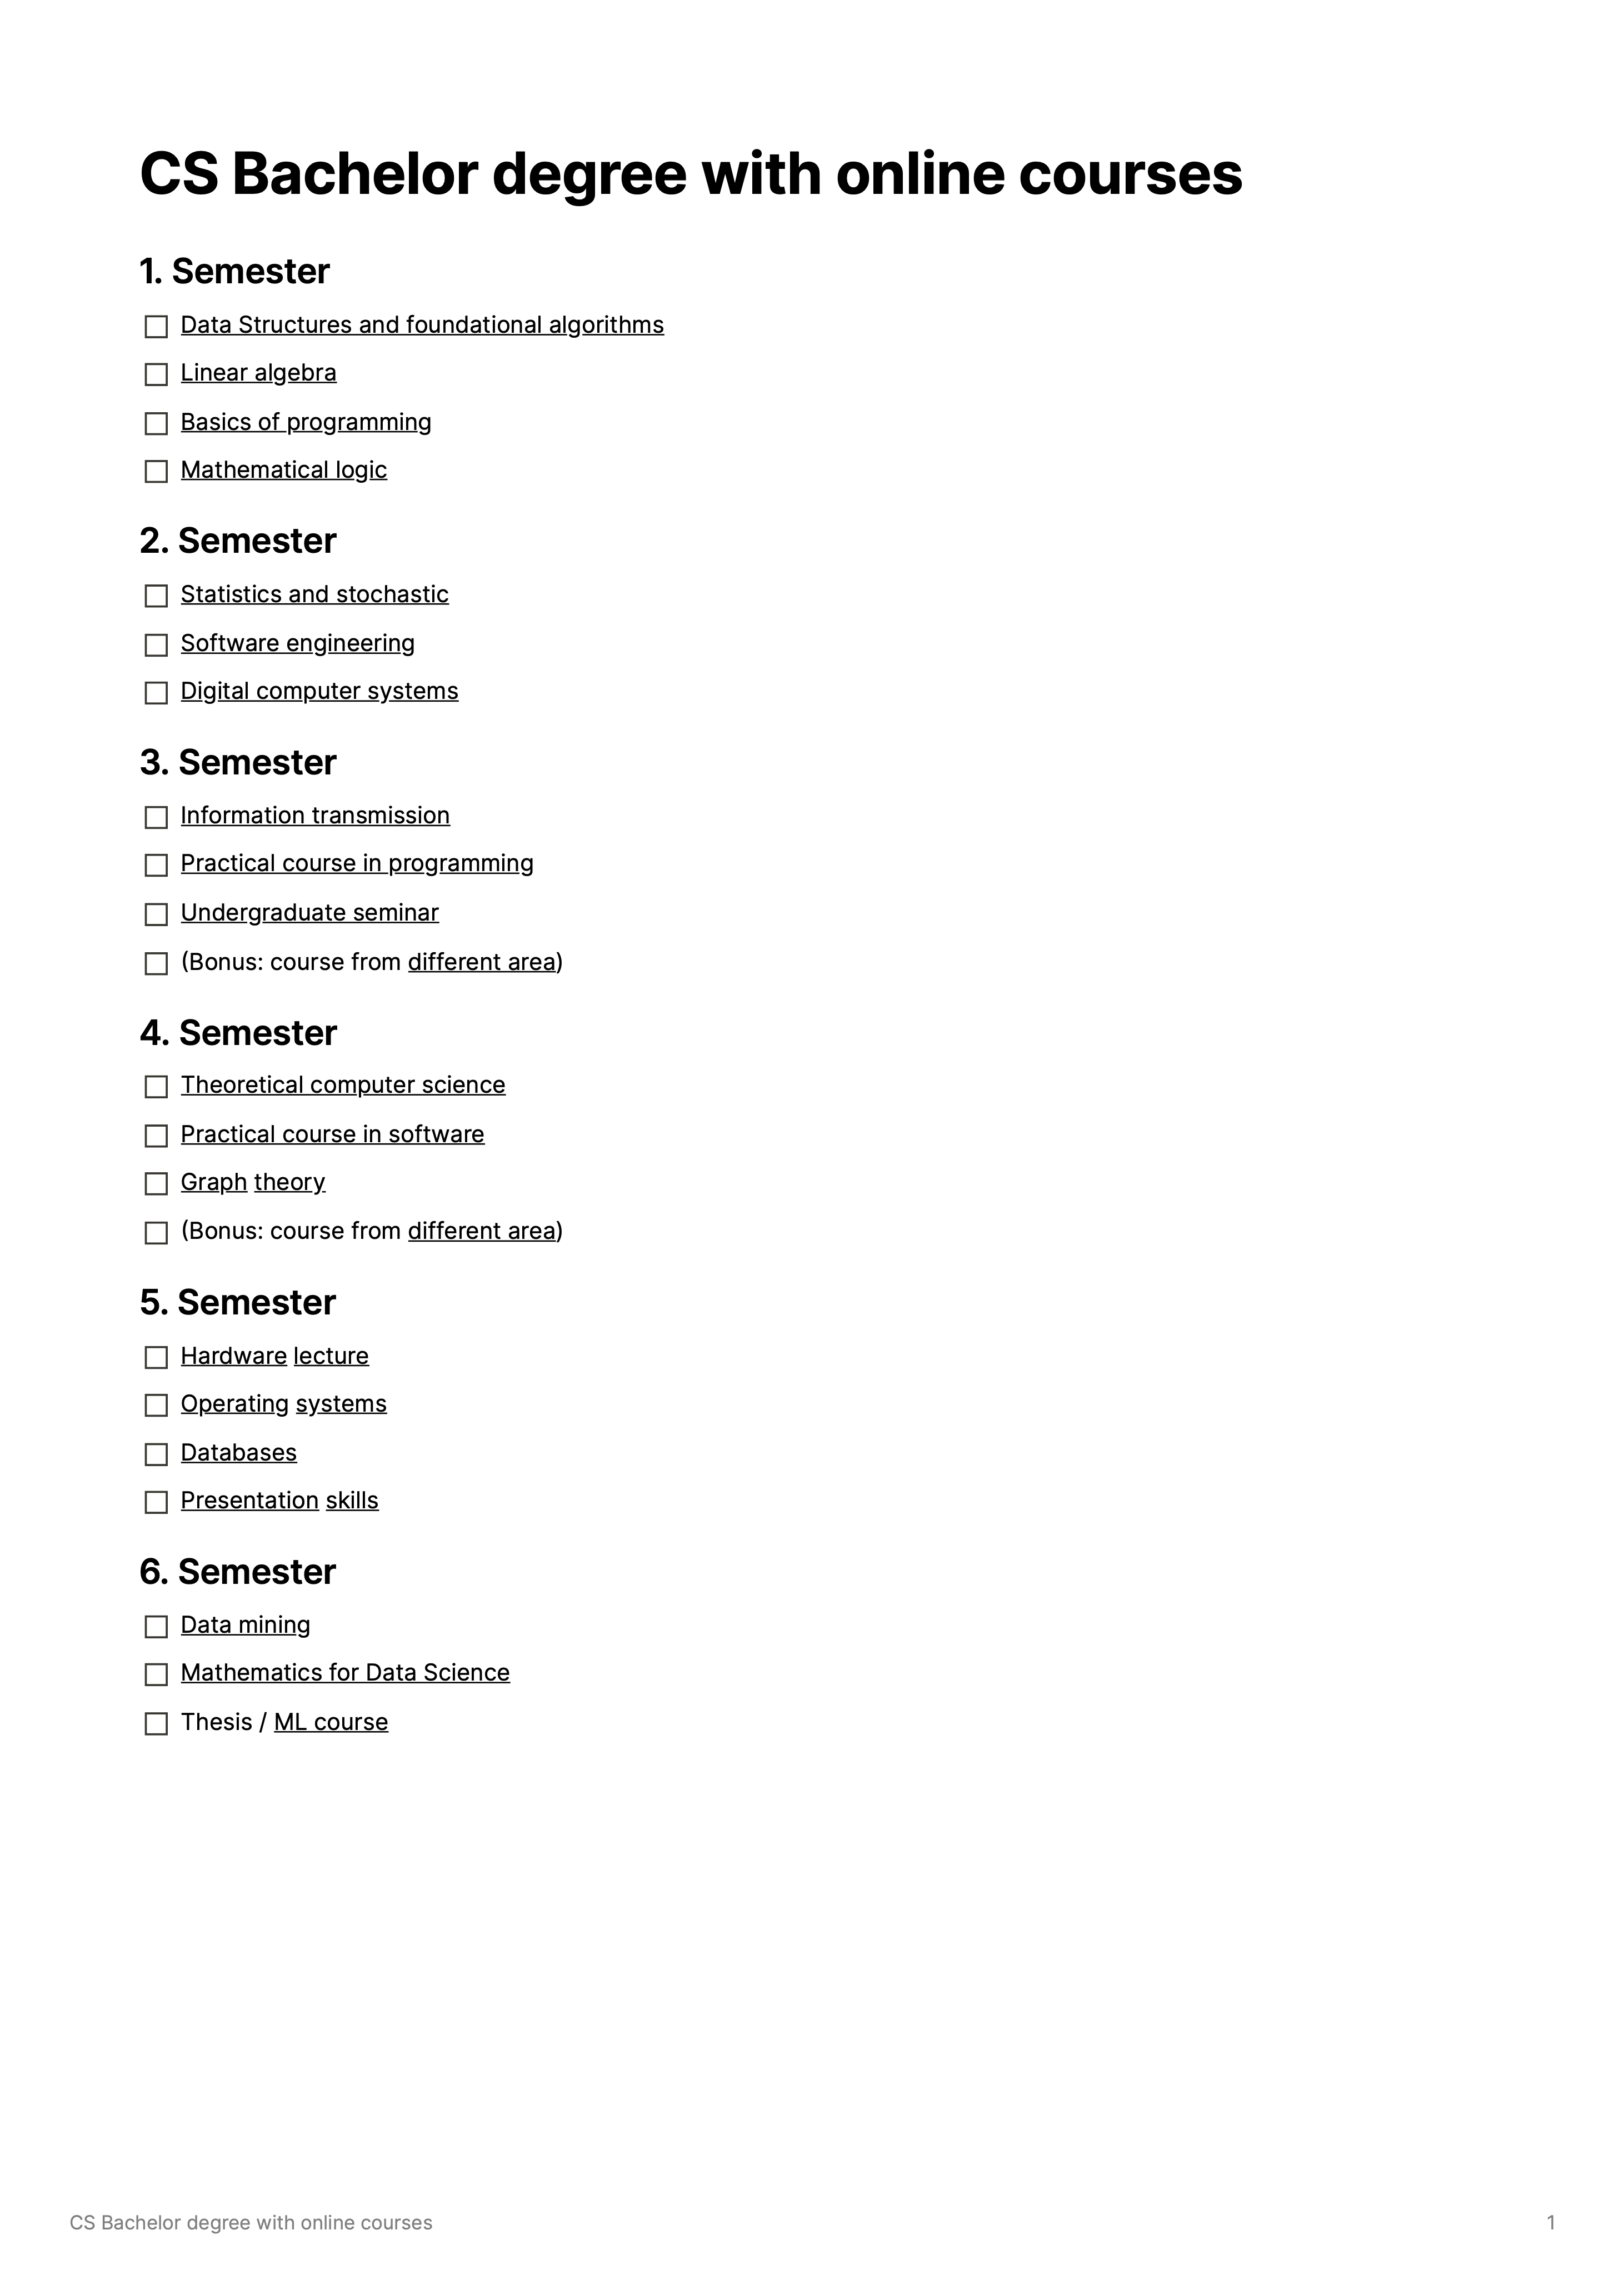 CS Bachelor degree with online courses
1. Semester
Data Structures and foundational algorithms
Linear algebra
Basics of programming
Mathematical logic
2. Semester
Statistics and stochastic
Software engineering
Digital computer systems
3. Semester
Information transmission
Practical course in programming
Undergraduate seminar
(Bonus: course from different area)
4. Semester
Theoretical computer science
Practical course in software
Graph theory
(Bonus: course from different area)
5. Semester
Hardware lecture
Operating systems
Databases
Presentation skills
6. Semester
Data mining
Mathematics for Data Science
Thesis / ML course
CS Bachelor degree with online courses 1